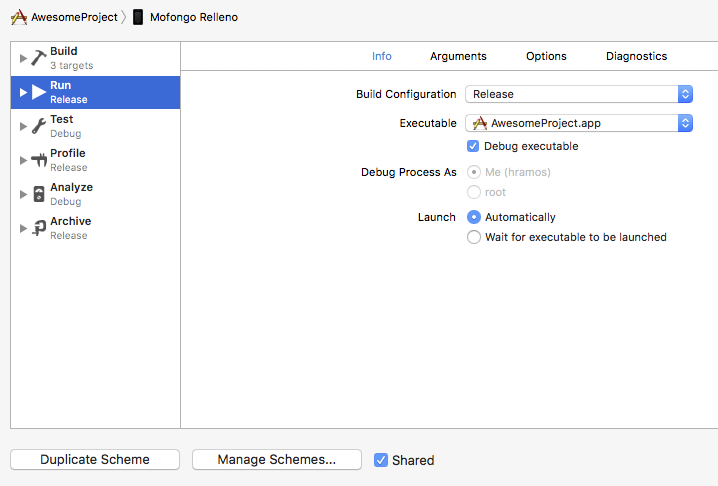 AwesomeProject Mofongo Relleno
Build
3 targets
Run
Release
Test
Debug
Profile
Release
Analyze
Debug
Archive
Release
Info Arguments Options Diagnostics
Build Configuration Release
Executable AwesomeProject.app
Debug executable
Debug Process As Me (hramos)
root
Launch Automatically
Wait for executable to be launched
Duplicate Scheme Manage Schemes... Shared